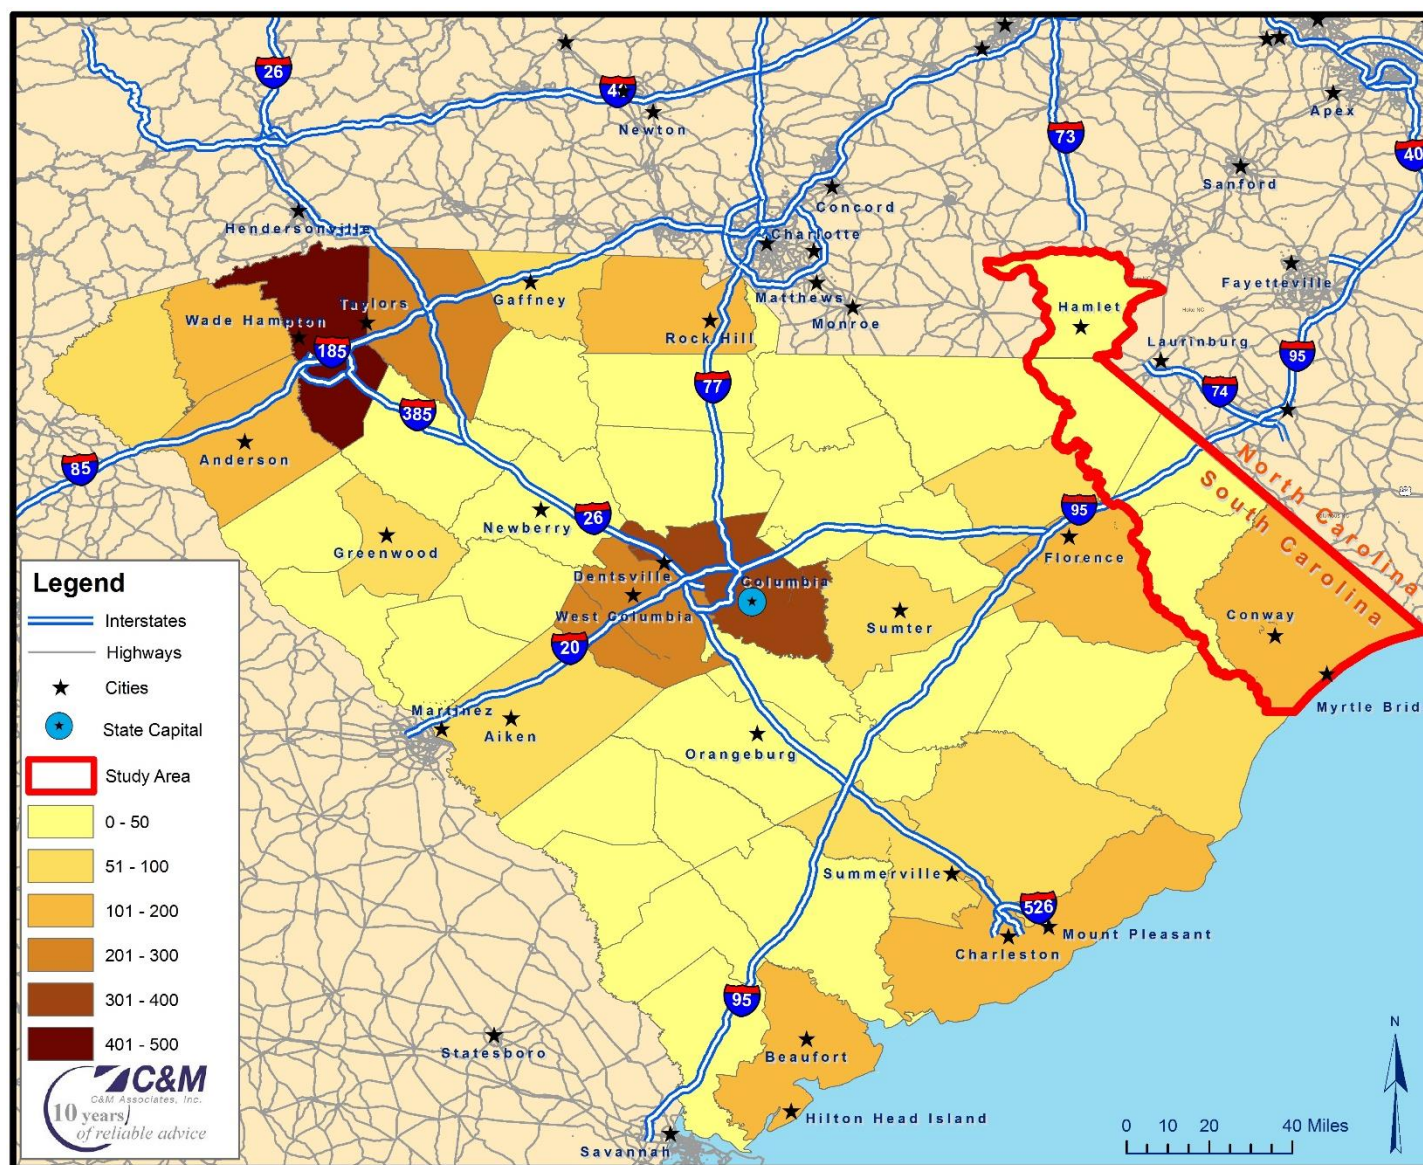 26
40
Newton
73
Apex
40
Sanford
Concord
Hendersonville
Charlotte
Fayetteville
Matthews
Monroe
Gaffney
Taylors
Wade Hampton
Rock Hill
Hamlet
Laurinburg
95
185
77
74
385
Anderson
85
North Carolina
South Carolina
Newberry
26
95
Greenwood
Florence
Dentsville
Columbia
West Columbia
Sumter
Conway
20
Myrtle Brid
Martinez
Aiken
Orangeburg
Summerville
526
Mount Pleasant
Charleston
95
Beaufort
Statesboro
Hilton Head Island
Savannah
Legend
Interstates
Highways
Cities
State Capital
Study Area
0 - 50
51 - 100
101 - 200
201 - 300
301 - 400
401 - 500
C&M
C&M Associates, Inc.
10 years
of reliable advice
N
0 10 20 40 Miles